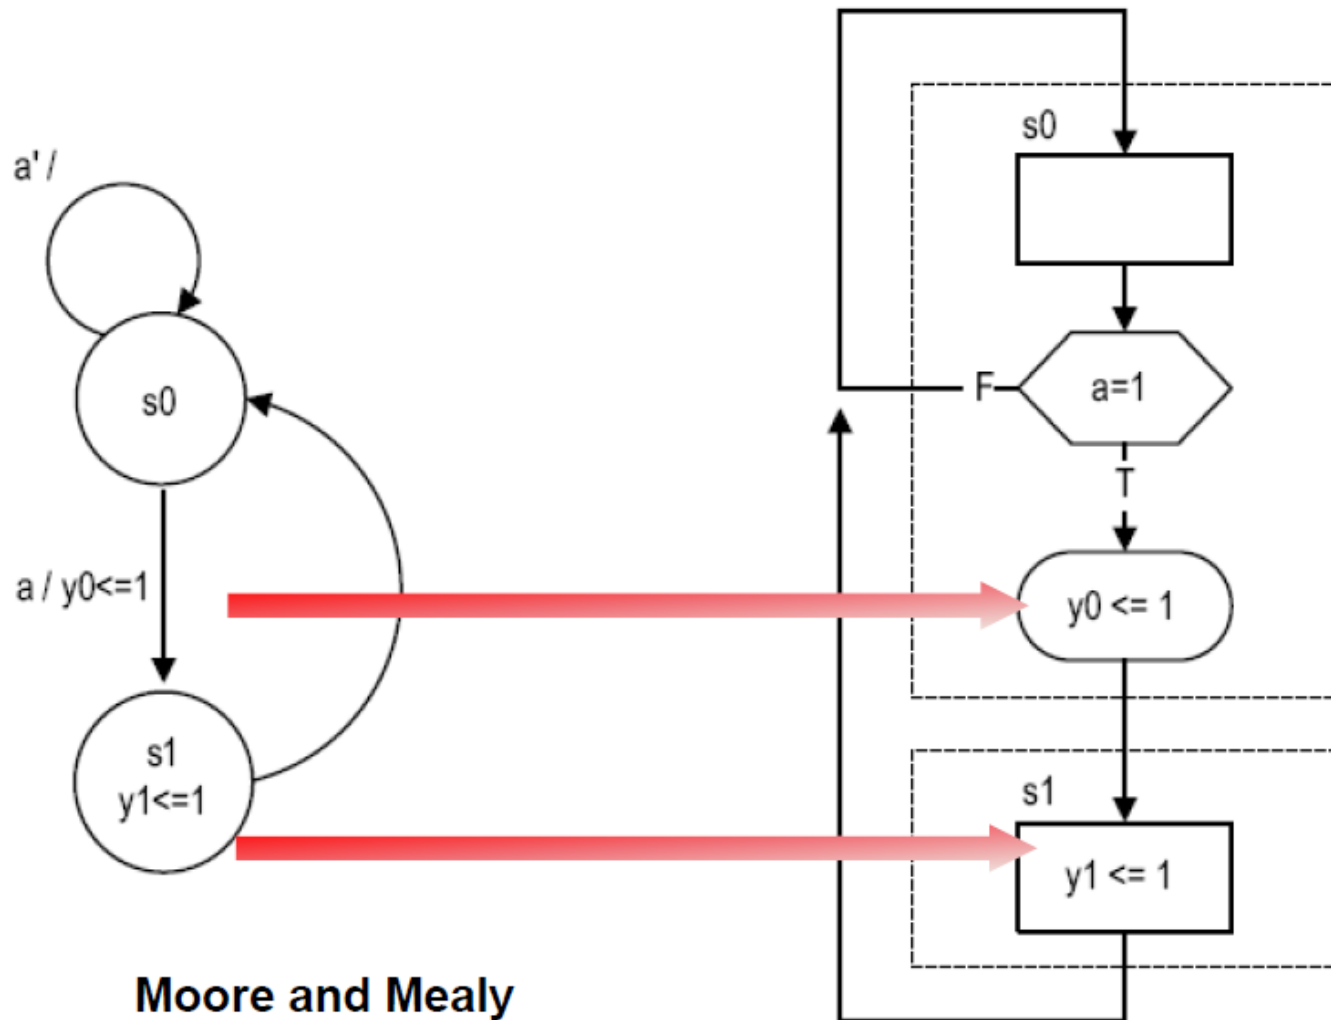 a' /
s0
a / y0<=1
s1
y1<=1
Moore and Mealy
s0
a=1
F
T
y0 <= 1
s1
y1 <= 1